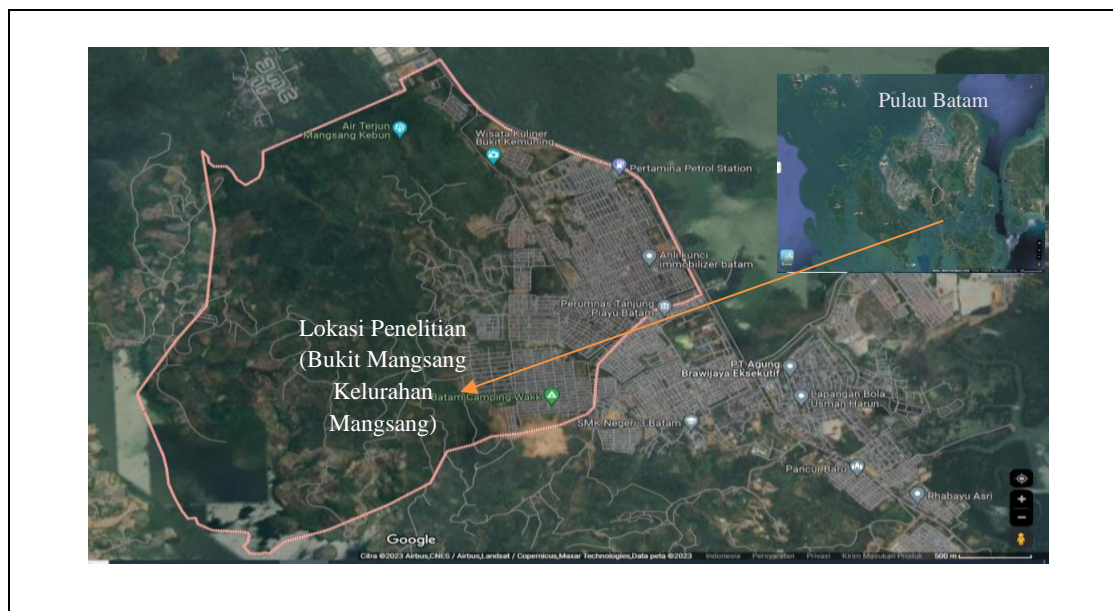 Pulau Batam
Air Terjun
Mangsang Kebun
Wisata Kuliner
Bukit Kemuning
Pertamina Petrol Station
Ahli kunci
immobilizer batam
Perumnas Tanjung
Piayu Batam
Lokasi Penelitian
(Bukit Mangsang
Kelurahan
Mangsang)
Batam Camping-Wakk
PT Agung
Brawijaya Eksekutif
Lapangan Bola
Usman Harun
SMK Negeri 3 Batam
Pancur Baru
Rhabayu Asri
Google
Citra ©2023 Airbus,CNES / Airbus,Landsat / Copernicus,Maxar Technologies,Data peta ©2023 Indonesia Persyaratan Privasi Kirim Masukan Produk 500 m